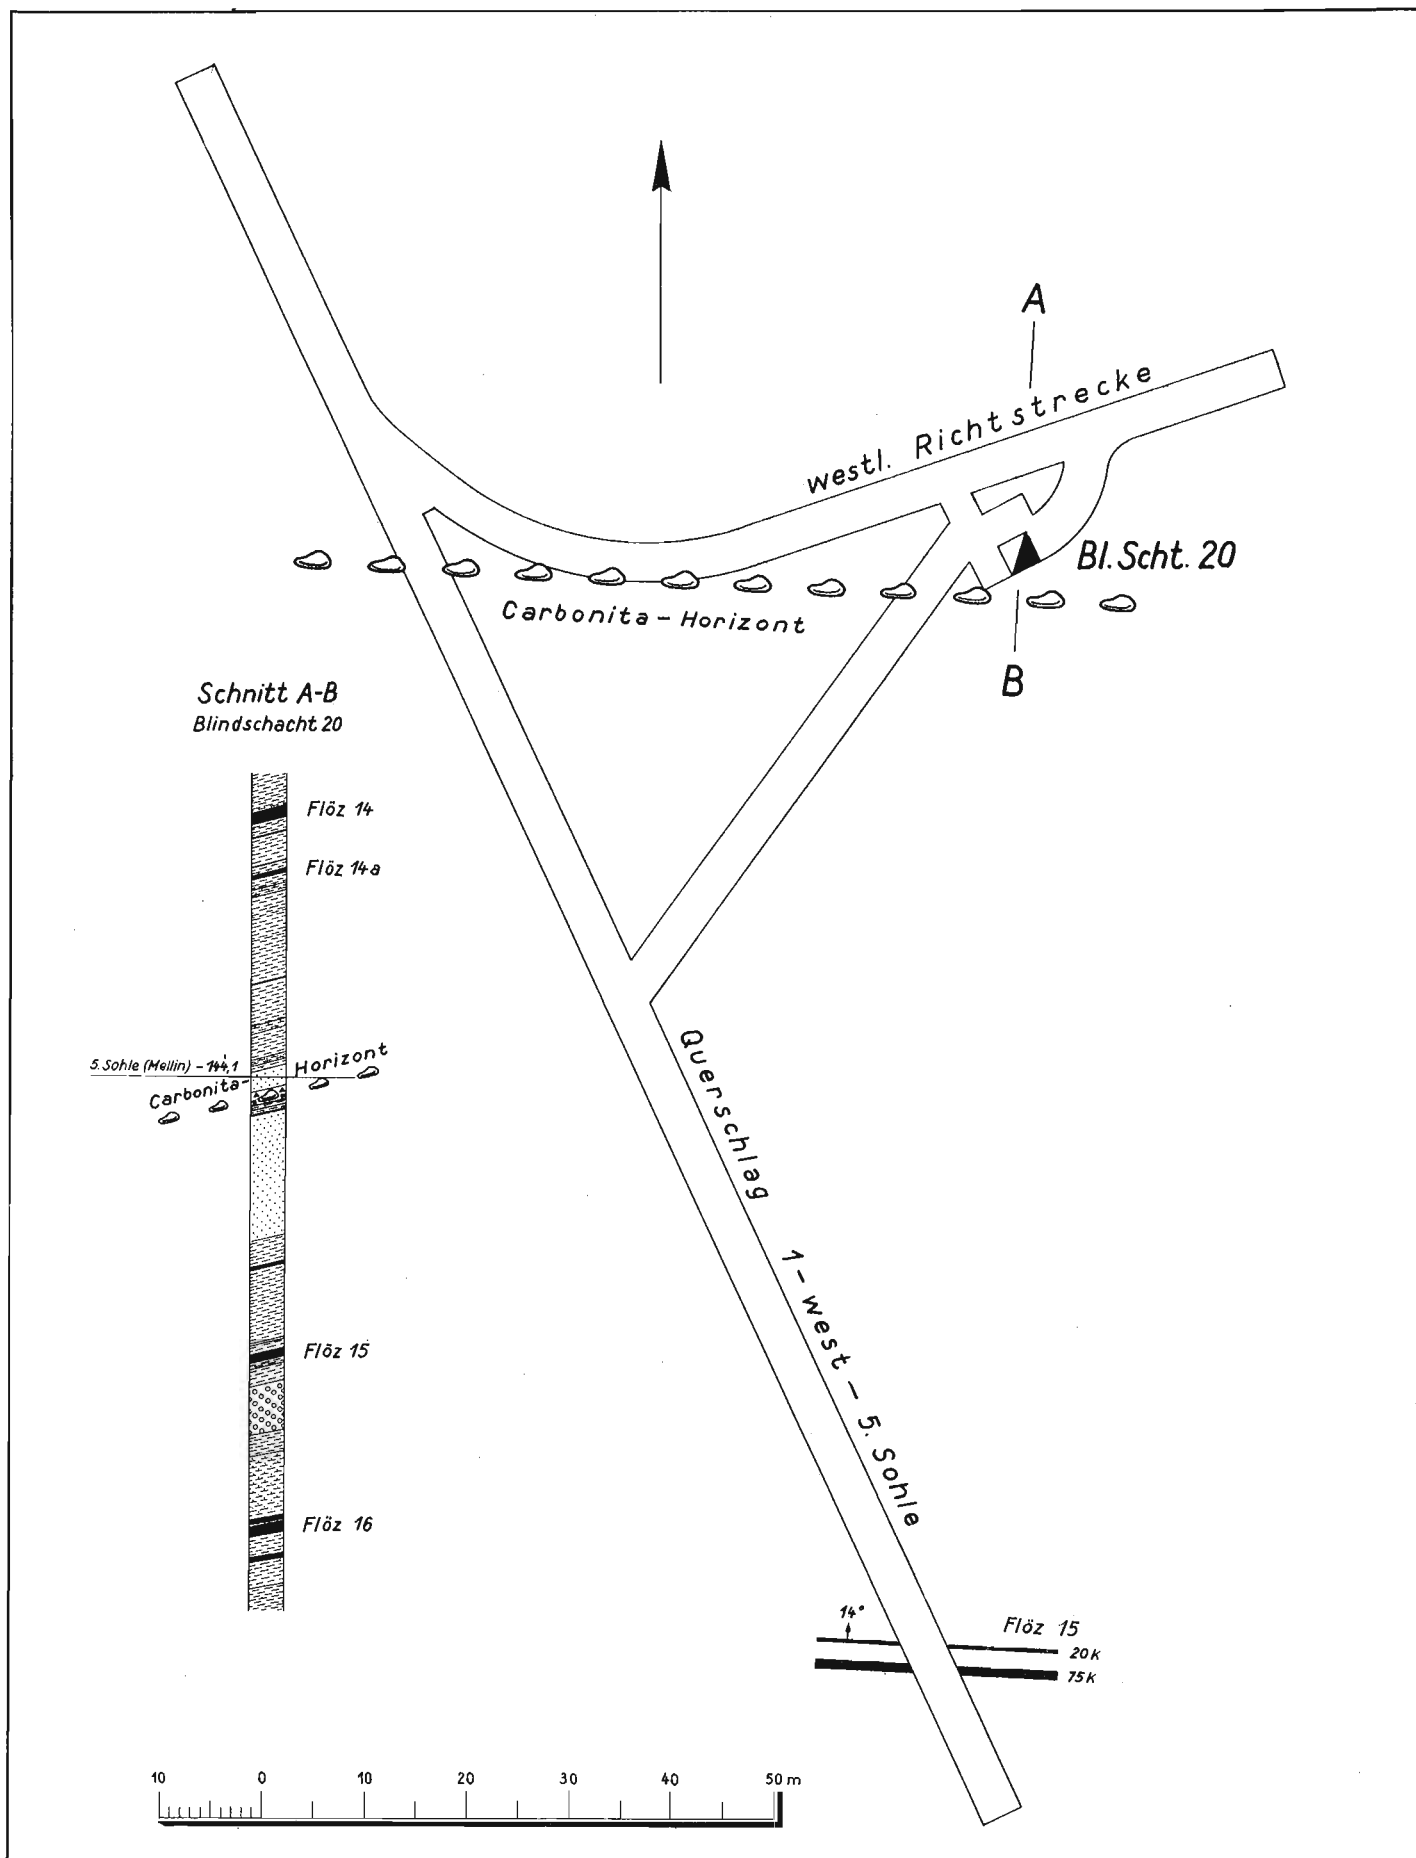 A
westl. Richtstrecke
Bl. Scht. 20
Carbonita-Horizont
B
Schnitt A-B
Blindschacht 20
Flöz 14
Flöz 14a
5. Sohle (Mellin) - 144,1
Carbonita-Horizont
Flöz 15
Flöz 16
Querschlag 1-west - 5. Sohle
14°
Flöz 15
20K
75K
10 0 10 20 30 40 50 m